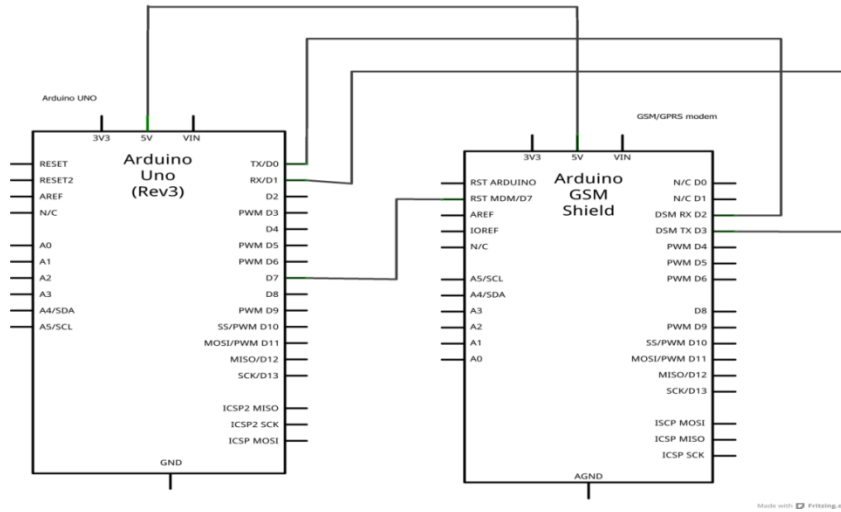 Arduino UNO
3V3
5V
VIN
Arduino
Uno
(Rev3)
RESET
RESET2
AREF
N/C
A0
A1
A2
A3
A4/SDA
A5/SCL
TX/D0
RX/D1
D2
PWM D3
D4
PWM D5
PWM D6
D7
D8
PWM D9
SS/PWM D10
MOSI/PWM D11
MISO/D12
SCK/D13
ICSP2 MISO
ICSP2 SCK
ICSP MOSI
GND
GSM/GPRS modem
3V3
5V
VIN
Arduino
GSM
Shield
RST ARDUINO
RST MDM/D7
AREF
IOREF
N/C
A5/SCL
A4/SDA
A3
A2
A1
A0
N/C D0
N/C D1
DSM RX D2
DSM TX D3
PWM D4
PWM D5
PWM D6
D8
PWM D9
SS/PWM D10
MOSI/PWM D11
MISO/D12
SCK/D13
ISCP MOSI
ICSP MISO
ICSP SCK
AGND
Made with Fritzing.o